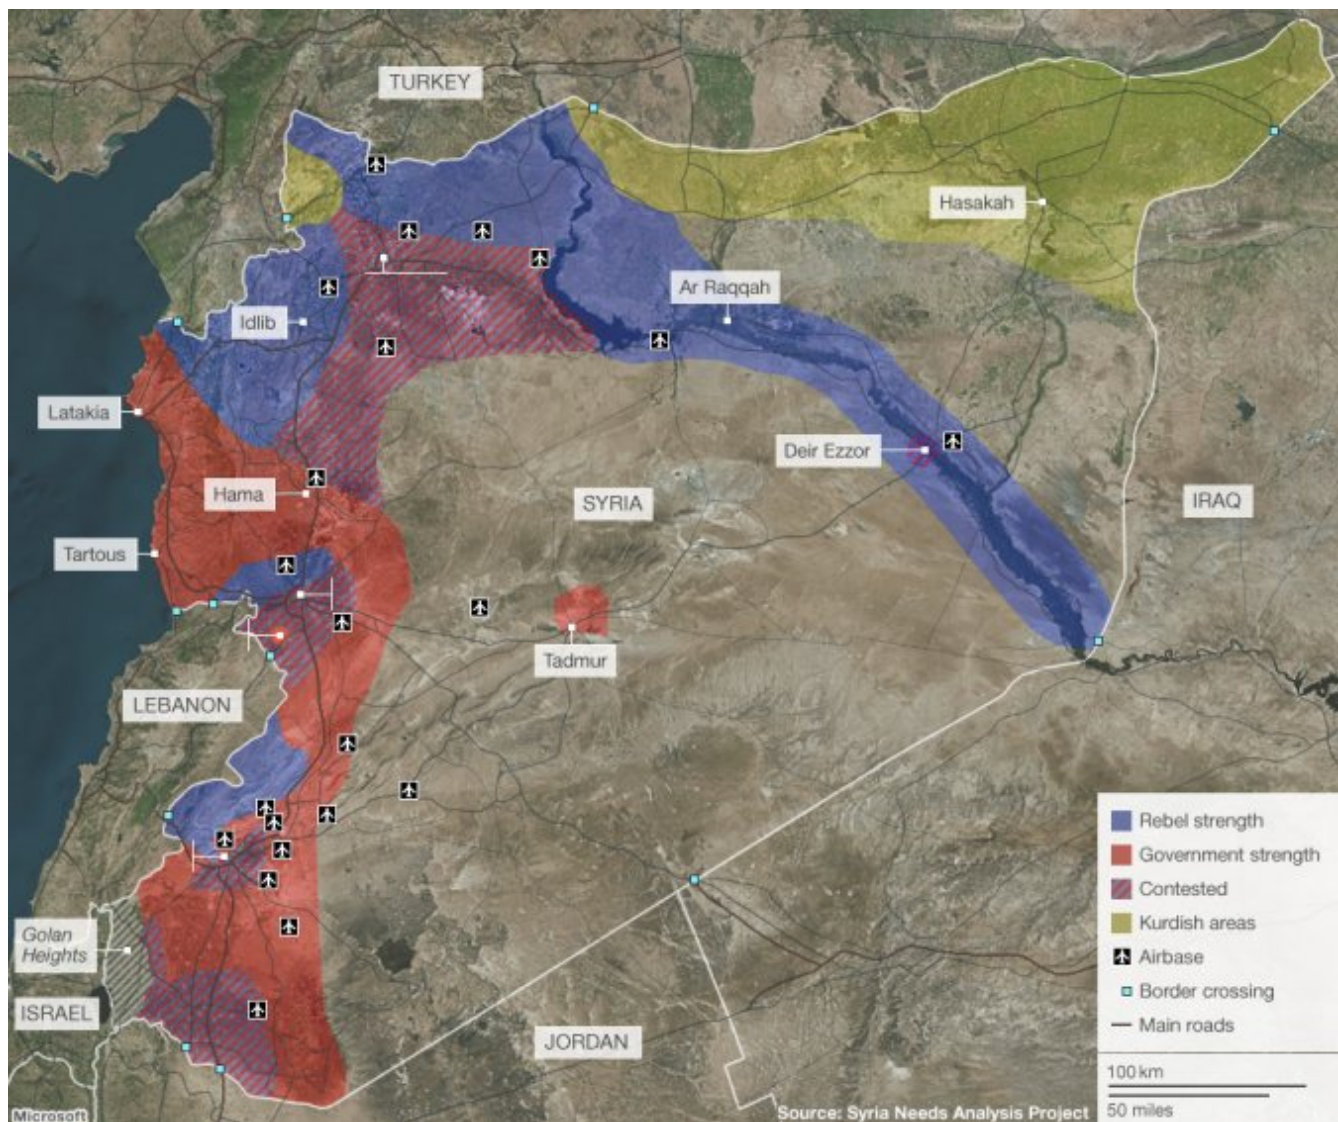 TURKEY
Hasakah
Ar Raqqah
Idlib
Latakia
Deir Ezzor
Hama
SYRIA
IRAQ
Tartous
Tadmur
LEBANON
Rebel strength
Government strength
Contested
Kurdish areas
Airbase
Border crossing
Main roads
100 km
50 miles
Golan
Heights
ISRAEL
JORDAN
Microsoft
Source: Syria Needs Analysis Project